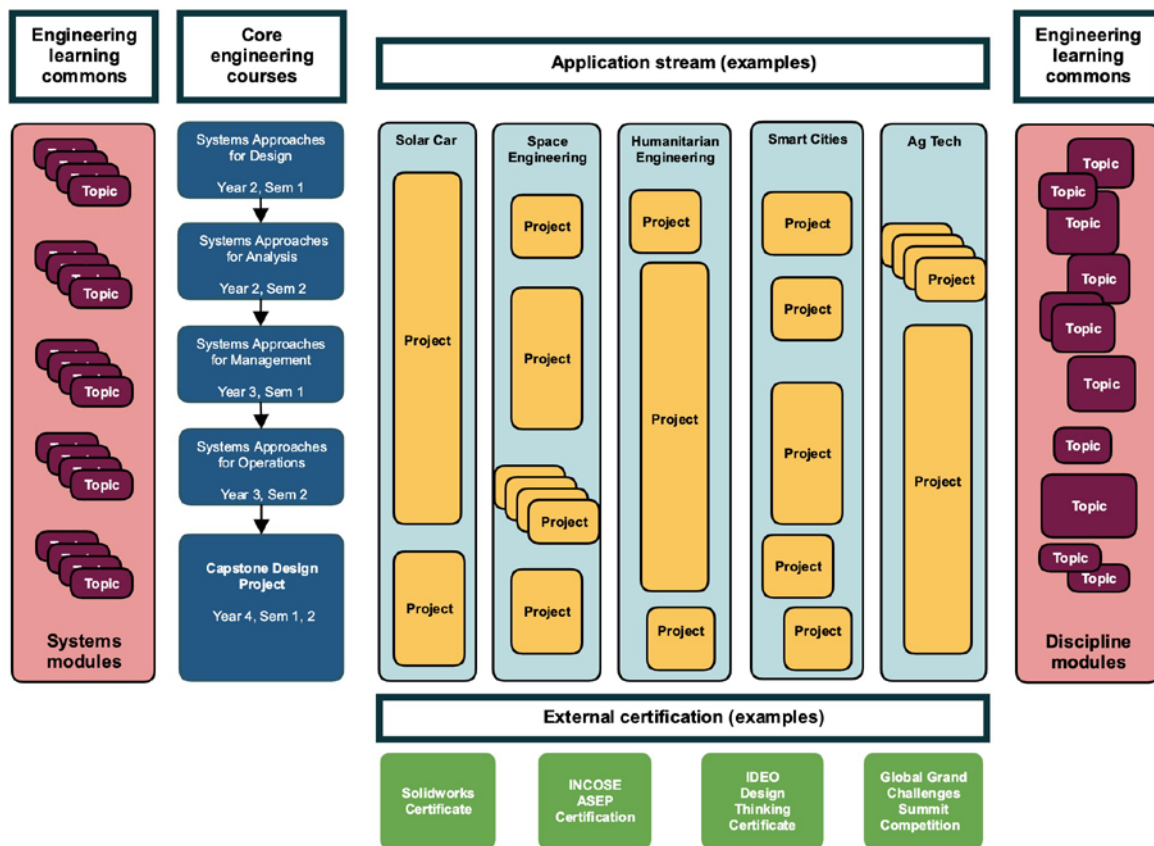 Engineering
learning
commons
Core
engineering
courses
Application stream (examples)
Engineering
learning
commons
Topic
Topic
Topic
Topic
Topic
Systems
modules
Systems Approaches
for Design
Year 2, Sem 1
Systems Approaches
for Analysis
Year 2, Sem 2
Systems Approaches
for Management
Year 3, Sem 1
Systems Approaches
for Operations
Year 3, Sem 2
Capstone Design
Project
Year 4, Sem 1, 2
Solar Car
Project
Project
Space
Engineering
Project
Project
Project
Project
Humanitarian
Engineering
Project
Project
Project
Smart Cities
Project
Project
Project
Project
Project
Ag Tech
Project
Project
Topic
Topic
Topic
Topic
Topic
Topic
Topic
Topic
Topic
Topic
Discipline
modules
External certification (examples)
Solidworks
Certificate
INCOSE
ASEP
Certification
IDEO
Design
Thinking
Certificate
Global Grand
Challenges
Summit
Competition